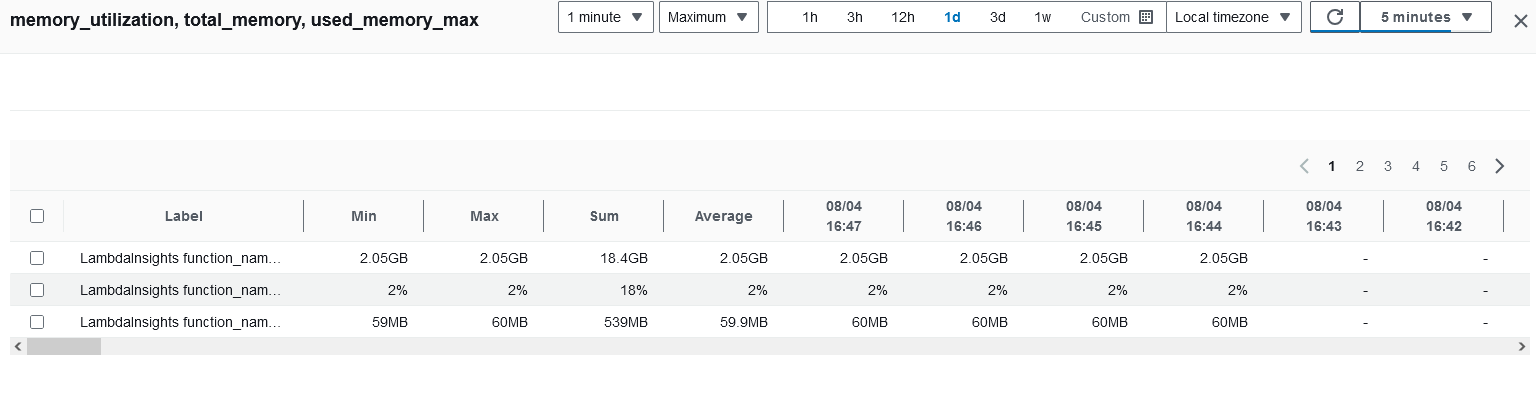 memory_utilization, total_memory, used_memory_max 1 minute Maximum 1h 3h 12h 1d 3d 1w Custom Local timezone 5 minutes
1 2 3 4 5 6
Label Min Max Sum Average 08/04 16:47 08/04 16:46 08/04 16:45 08/04 16:44 08/04 16:43 08/04 16:42
LambdaInsights function_nam... 2.05GB 2.05GB 18.4GB 2.05GB 2.05GB 2.05GB 2.05GB 2.05GB - -
LambdaInsights function_nam... 2% 2% 18% 2% 2% 2% 2% 2% - -
LambdaInsights function_nam... 59MB 60MB 539MB 59.9MB 60MB 60MB 60MB 60MB - -